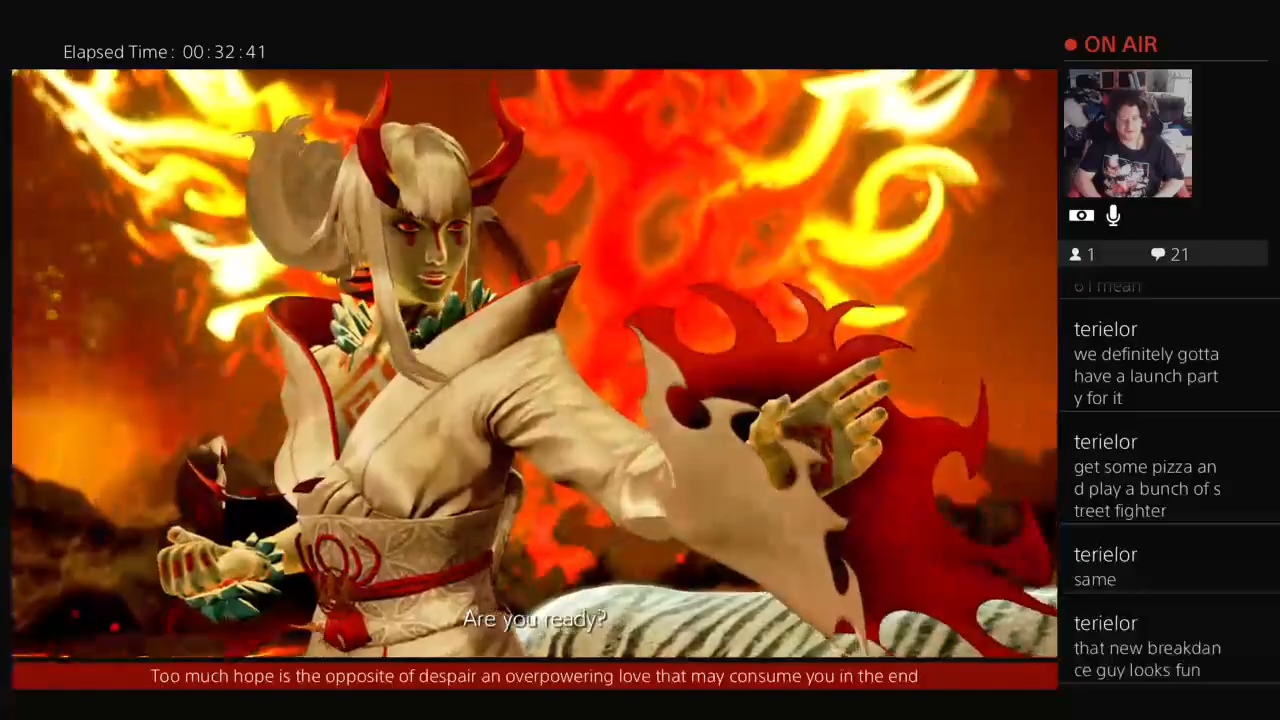 Elapsed Time: 00:32:41
ON AIR
1 21
6 I mean
terielor
we definitely gotta
have a launch part
y for it
terielor
get some pizza an
d play a bunch of s
treet fighter
terielor
same
terielor
that new breakdan
ce guy looks fun
Are you ready?
Too much hope is the opposite of despair an overpowering love that may consume you in the end